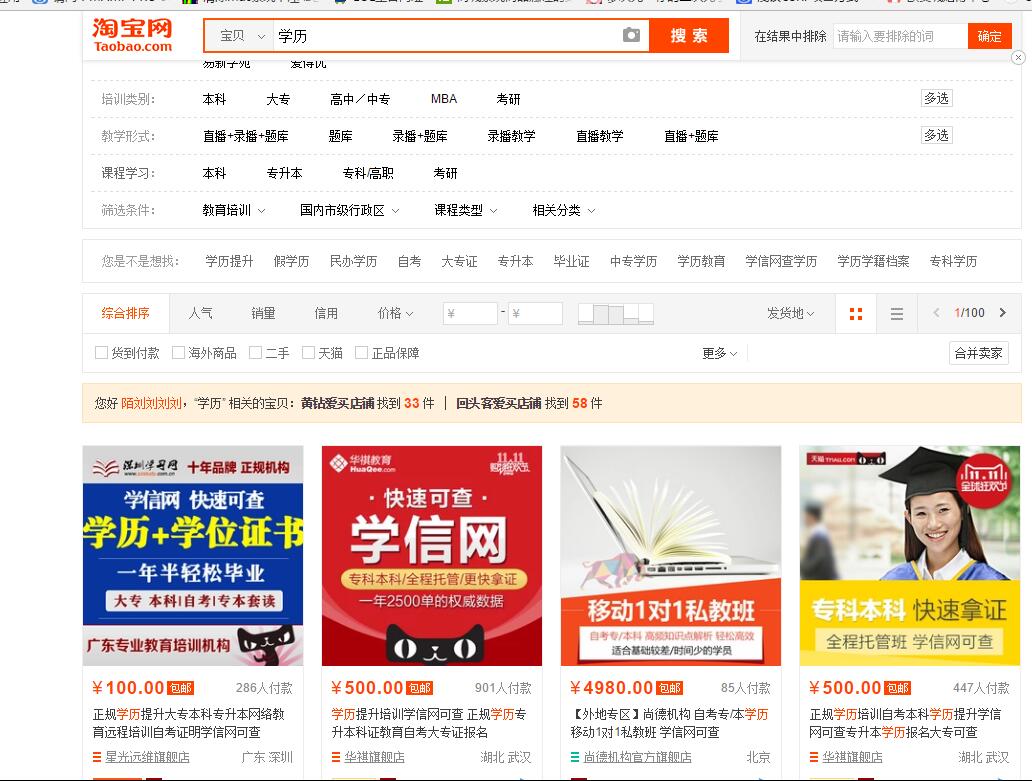 淘宝网
Taobao.com
宝贝
学历
搜 索
在结果中排除
请输入要排除的词
确定
易新学苑 爱得优
培训类别: 本科 大专 高中／中专 MBA 考研 多选
教学形式: 直播+录播+题库 题库 录播+题库 录播教学 直播教学 直播+题库 多选
课程学习: 本科 专升本 专科/高职 考研
筛选条件: 教育培训 国内市级行政区 课程类型 相关分类
您是不是想找: 学历提升 假学历 民办学历 自考 大专证 专升本 毕业证 中专学历 学历教育 学信网查学历 学历学籍档案 专科学历
综合排序 人气 销量 信用 价格 ¥ - ¥ 发货地 1/100
货到付款 海外商品 二手 天猫 正品保障 更多 合并卖家
您好 陌刘刘刘刘，“学历” 相关的宝贝：黄钻爱买店铺 找到 33 件 | 回头客爱买店铺 找到 58 件
深圳学习网
十年品牌 正规机构
学信网 快速可查
学历+学位证书
一年半轻松毕业
大专 本科|自考|专本套读
广东专业教育培训机构
¥100.00 包邮 286人付款
正规学历提升大专本科专升本网络教
育远程培训自考证明学信网可查
星光远维旗舰店 广东 深圳
华祺教育
HuaQee.com
11.11
购物狂欢节
·快速可查·
学信网
专科本科/全程托管/更快拿证
一年2500单的权威数据
¥500.00 包邮 901人付款
学历提升培训学信网可查 正规学历专
升本科证教育自考大专证报名
华祺旗舰店 湖北 武汉
移动1对1私教班
自考专/本科 高频知识点解析 轻松高效
适合基础较差/时间少的学员
¥4980.00 包邮 85人付款
【外地专区】尚德机构 自考专/本学历
移动1对1私教班 学信网可查
尚德机构官方旗舰店 北京
天猫 TMALL.COM
11.11
全球狂欢节
专科本科 快速拿证
全程托管班 学信网可查
¥500.00 包邮 447人付款
正规学历培训自考本科学历提升学信
网可查专升本学历报名大专可查
华祺旗舰店 湖北 武汉